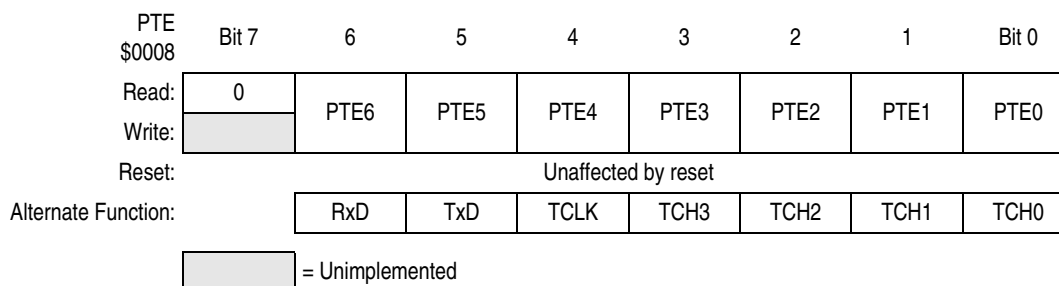 PTE
$0008 Bit 7 6 5 4 3 2 1 Bit 0
Read: 0 PTE6 PTE5 PTE4 PTE3 PTE2 PTE1 PTE0
Write:
Reset: Unaffected by reset
Alternate Function: RxD TxD TCLK TCH3 TCH2 TCH1 TCH0
= Unimplemented